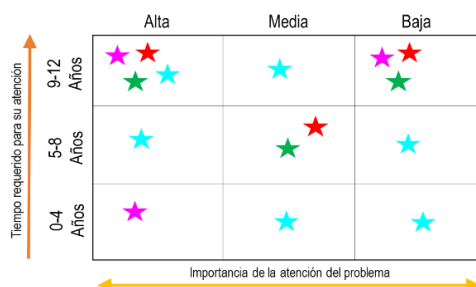 Alta Media Baja
Tiempo requerido para su atención
9-12
Años
5-8
Años
0-4
Años
Importancia de la atención del problema